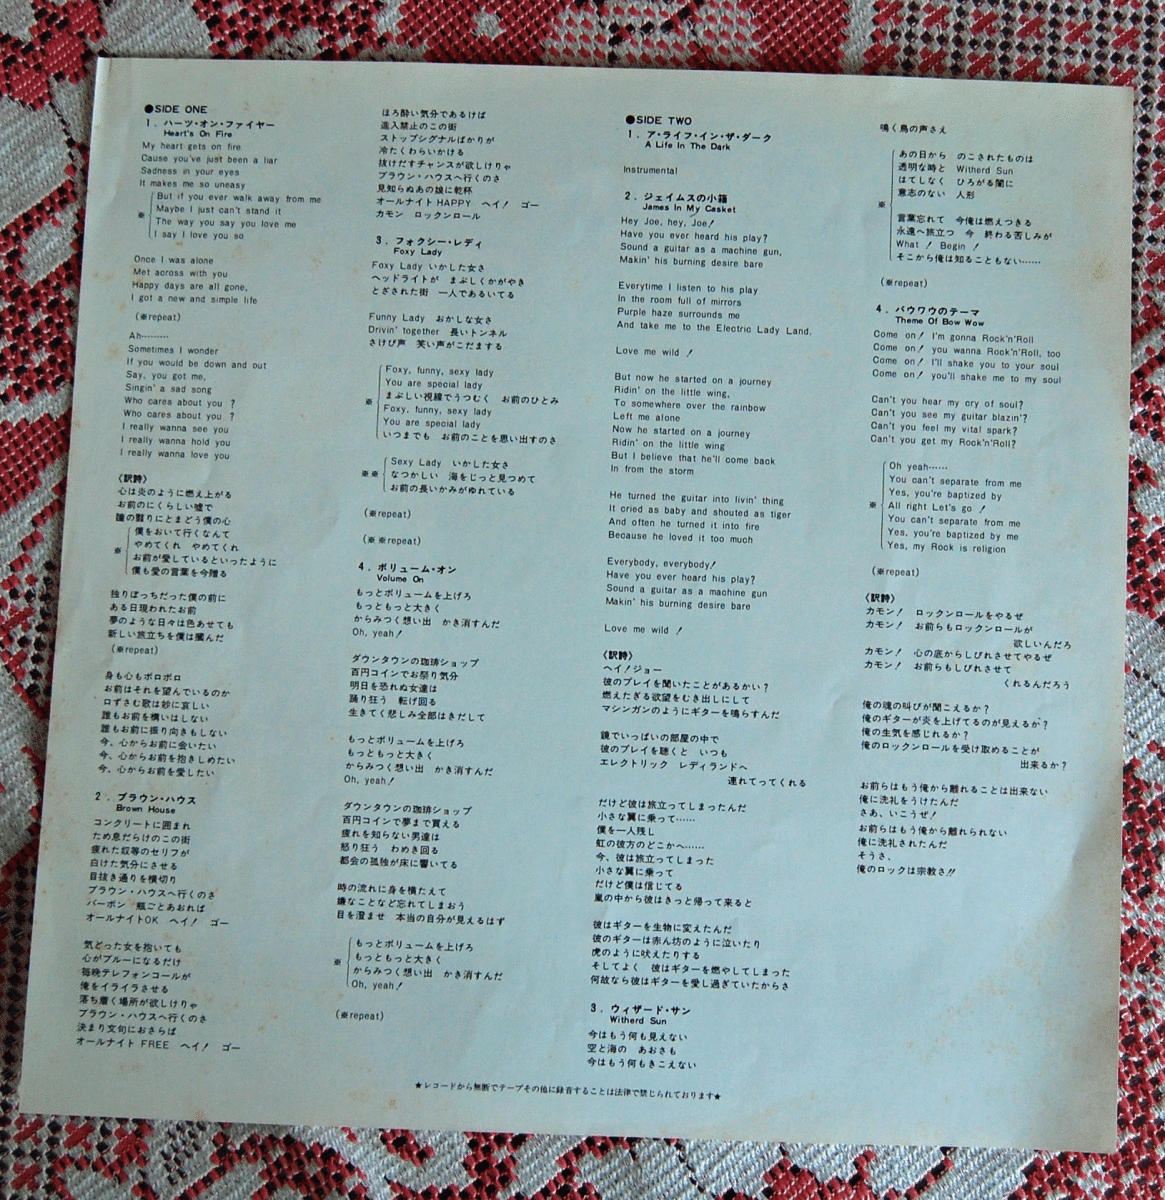 ●SIDE ONE
1．ハーツ・オン・ファイヤー
Heart's On Fire
My heart gets on fire
Cause you've just been a liar
Sadness in your eyes
It makes me so uneasy
※
But if you ever walk away from me
Maybe I just can't stand it
The way you say you love me
I say I love you so
Once I was alone
Met across with you
Happy days are all gone,
I got a new and simple life
(※repeat)
Ah………
Sometimes I wonder
If you would be down and out
Say, you got me,
Singin' a sad song
Who cares about you ?
Who cares about you ?
I really wanna see you
I really wanna hold you
I really wanna love you
〈訳詩〉
心は炎のように燃え上がる
お前のにくらしい嘘で
瞳の翳りにとまどう僕の心
※
僕をおいて行くなんて
やめてくれ　やめてくれ
お前が愛しているといったように
僕も愛の言葉を今贈る
独りぼっちだった僕の前に
ある日現われたお前
夢のような日々は色あせても
新しい旅立ちを僕は摑んだ
(※repeat)
身も心もボロボロ
お前はそれを望んでいるのか
口ずさむ歌は妙に哀しい
誰もお前を構いはしない
誰もお前に振り向きもしない
今、心からお前に会いたい
今、心からお前を抱きしめたい
今、心からお前を愛したい
2．ブラウン・ハウス
Brown House
コンクリートに囲まれ
ため息だらけのこの街
疲れた奴等のセリフが
白けた気分にさせる
目抜き通りを横切り
ブラウン・ハウスへ行くのさ
バーボン　瓶ごとあおれば
オールナイトOK　ヘイ！　ゴー
気どった女を抱いても
心がブルーになるだけ
毎晩テレフォンコールが
俺をイライラさせる
落ち着く場所が欲しけりゃ
ブラウン・ハウスへ行くのさ
決まり文句におさらば
オールナイト FREE　ヘイ！　ゴー
ほろ酔い気分であるけば
進入禁止のこの街
ストップシグナルばかりが
冷たくわらいかける
抜けだすチャンスが欲しけりゃ
ブラウン・ハウスへ行くのさ
見知らぬあの娘に乾杯
オールナイトHAPPY　ヘイ！　ゴー
カモン　ロックンロール
3．フォクシー・レディ
Foxy Lady
Foxy Lady いかした女さ
ヘッドライトが　まぶしくかがやき
とざされた街　一人であるいてる
Funny Lady　おかしな女さ
Drivin' together　長いトンネル
さけび声　笑い声がこだまする
※
Foxy, funny, sexy lady
You are special lady
まぶしい視線でうつむく　お前のひとみ
Foxy, funny, sexy lady
You are special lady
いつまでも　お前のことを思い出すのさ
※※
Sexy Lady　いかした女さ
なつかしい　海をじっと見つめて
お前の長いかみがゆれている
(※repeat)
(※※repeat)
4．ボリューム・オン
Volume On
もっとボリュームを上げろ
もっともっと大きく
からみつく想い出　かき消すんだ
Oh, yeah！
ダウンタウンの珈琲ショップ
百円コインでお祭り気分
明日を恐れぬ女達は
踊り狂う　転げ回る
生きてく悲しみ全部はきだして
もっとボリュームを上げろ
もっともっと大きく
からみつく想い出　かき消すんだ
Oh, yeah！
ダウンタウンの珈琲ショップ
百円コインで夢まで買える
疲れを知らない男達は
怒り狂う　わめき回る
都会の孤独が床に響いてる
時の流れに身を横たえて
嫌なことなど忘れてしまおう
目を澄ませ　本当の自分が見えるはず
※
もっとボリュームを上げろ
もっともっと大きく
からみつく想い出　かき消すんだ
Oh, yeah！
(※repeat)
●SIDE TWO
1．ア・ライフ・イン・ザ・ダーク
A Life In The Dark
Instrumental
2．ジェイムスの小箱
James In My Casket
Hey Joe, hey, Joe！
Have you ever heard his play?
Sound a guitar as a machine gun,
Makin' his burning desire bare
Everytime I listen to his play
In the room full of mirrors
Purple haze surrounds me
And take me to the Electric Lady Land.
Love me wild ！
But now he started on a journey
Ridin' on the little wing,
To somewhere over the rainbow
Left me alone
Now he started on a journey
Ridin' on the little wing
But I believe that he'll come back
In from the storm
He turned the guitar into livin' thing
It cried as baby and shouted as tiger
And often he turned it into fire
Because he loved it too much
Everybody, everybody！
Have you ever heard his play?
Sound a guitar as a machine gun
Makin' his burning desire bare
Love me wild ！
〈訳詩〉
ヘイ！ジョー
彼のプレイを聞いたことがあるかい？
燃えたぎる欲望をむき出しにして
マシンガンのようにギターを鳴らすんだ
鏡でいっぱいの部屋の中で
彼のプレイを聴くと　いつも
エレクトリック　レディランドへ
連れてってくれる
だけど彼は旅立ってしまったんだ
小さな翼に乗って……
僕を一人残し
虹の彼方のどこかへ……
今、彼は旅立ってしまった
小さな翼に乗って
だけど僕は信じてる
嵐の中から彼はきっと帰って来ると
彼はギターを生物に変えたんだ
彼のギターは赤ん坊のように泣いたり
虎のように吠えたりする
そしてよく　彼はギターを燃やしてしまった
何故なら彼はギターを愛し過ぎていたからさ
3．ウィザード・サン
Witherd Sun
今はもう何も見えない
空と海の　あおさも
今はもう何もきこえない
鳴く鳥の声さえ
※
あの日から　のこされたものは
透明な時と　Witherd Sun
はてしなく　ひろがる闇に
意志のない　人形
言葉忘れて　今俺は燃えつきる
永遠へ旅立つ　今　終わる苦しみが
What ！ Begin ！
そこから俺は知ることもない……
(※repeat)
4．バウワウのテーマ
Theme Of Bow Wow
Come on！ I'm gonna Rock'n'Roll
Come on！ you wanna Rock'n'Roll, too
Come on！ I'll shake you to your soul
Come on！ you'll shake me to my soul
Can't you hear my cry of soul?
Can't you see my guitar blazin'?
Can't you feel my vital spark?
Can't you get my Rock'n'Roll?
※
Oh yeah……
You can't separate from me
Yes, you're baptized by
All right Let's go ！
You can't separate from me
Yes, you're baptized by me
Yes, my Rock is religion
(※repeat)
〈訳詩〉
カモン！　ロックンロールをやるぜ
カモン！　お前らもロックンロールが
欲しいんだろ
カモン！　心の底からしびれさせてやるぜ
カモン！　お前らもしびれさせて
くれるんだろう
俺の魂の叫びが聞こえるか？
俺のギターが炎を上げてるのが見えるか？
俺の生気を感じれるか？
俺のロックンロールを受け取めることが
出来るか？
お前らはもう俺から離れることは出来ない
俺に洗礼をうけたんだ
さあ、いこうぜ！
お前らはもう俺から離れられない
俺に洗礼されたんだ
そうさ、
俺のロックは宗教さ!!
★レコードから無断でテープその他に録音することは法律で禁じられております★